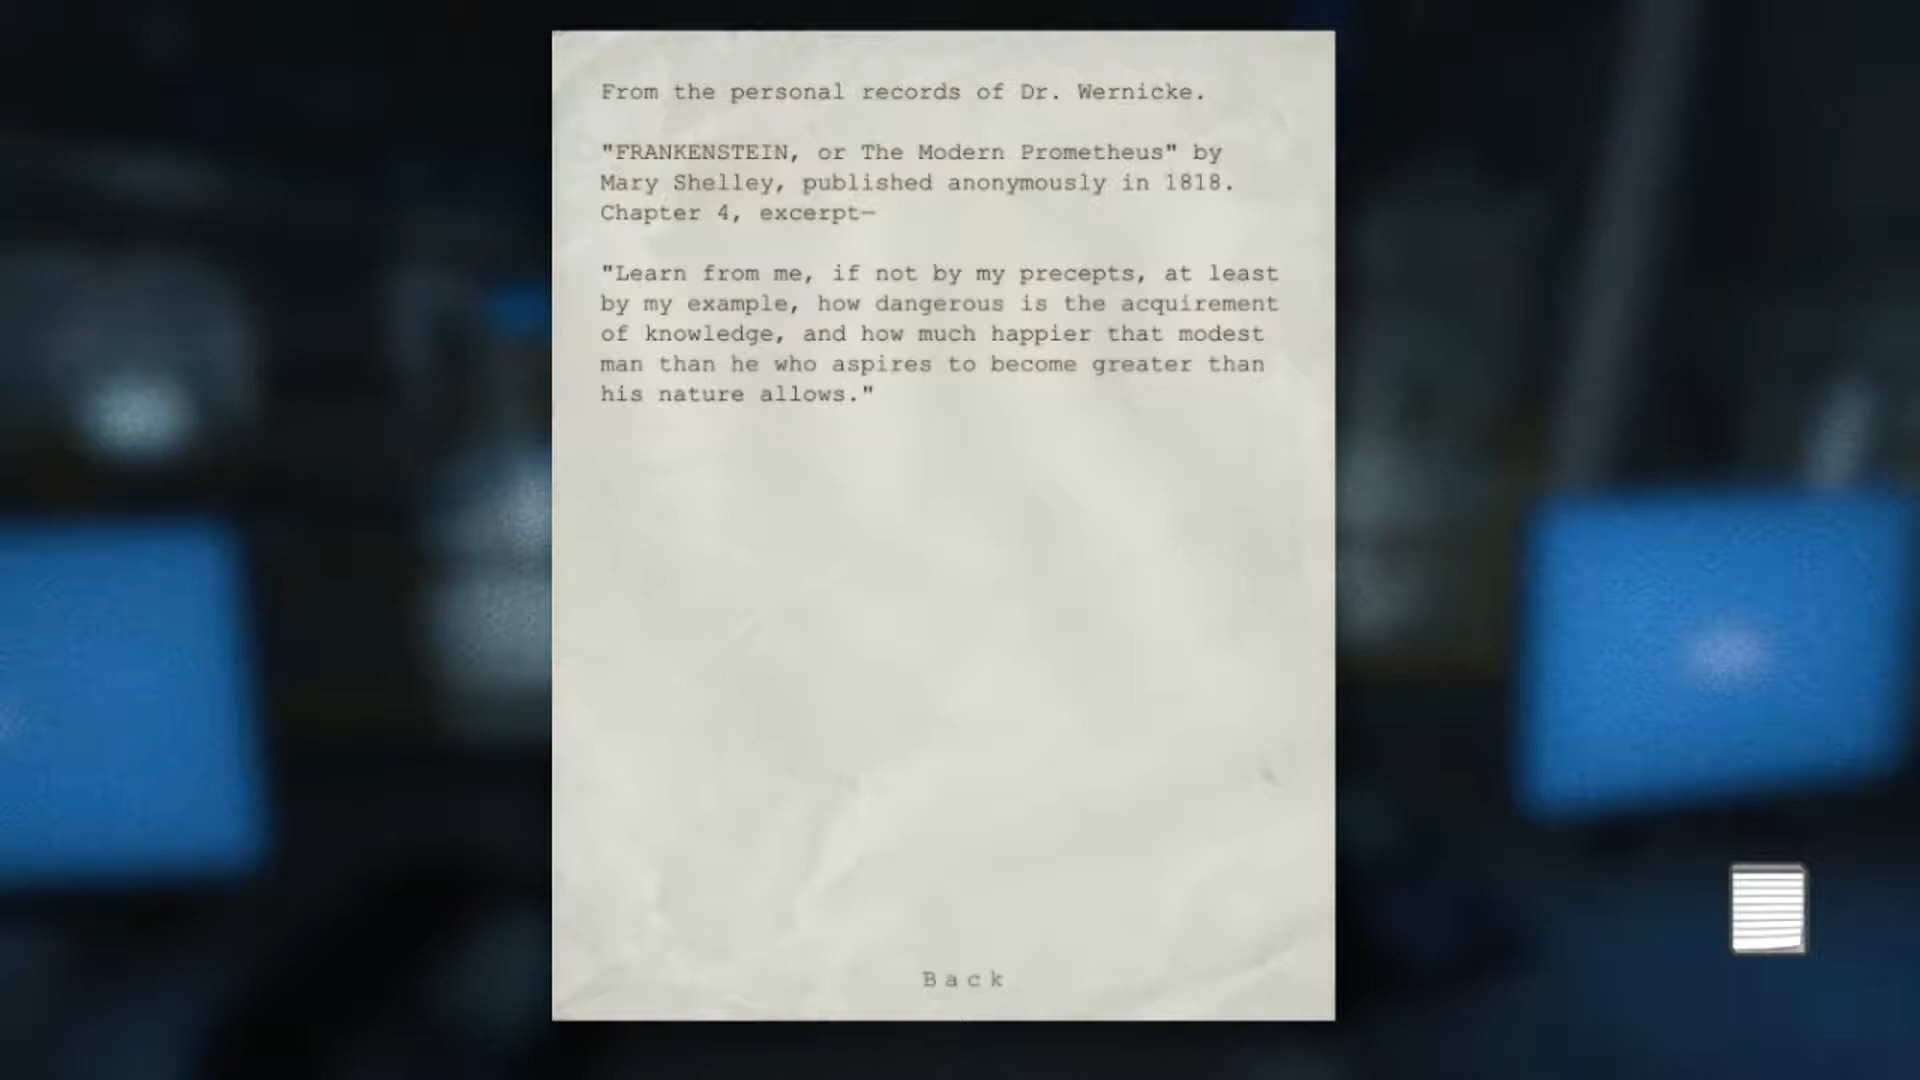 From the personal records of Dr. Wernicke.
"FRANKENSTEIN, or The Modern Prometheus" by
Mary Shelley, published anonymously in 1818.
Chapter 4, excerpt—
"Learn from me, if not by my precepts, at least
by my example, how dangerous is the acquirement
of knowledge, and how much happier that modest
man than he who aspires to become greater than
his nature allows."
Back